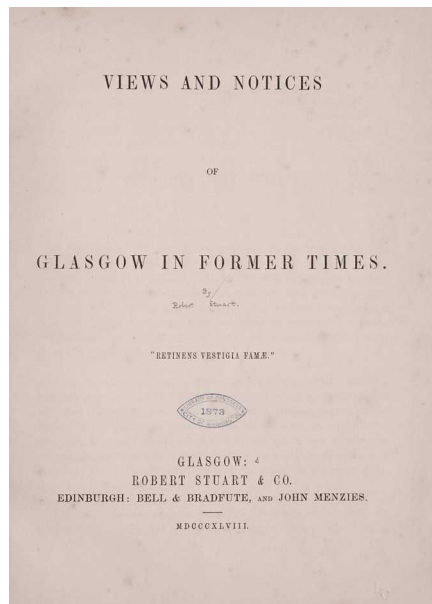 VIEWS AND NOTICES
OF
GLASGOW IN FORMER TIMES.
By
Robert Stuart.
"RETINENS VESTIGIA FAMÆ."
1873
GLASGOW:
ROBERT STUART & CO.
EDINBURGH: BELL & BRADFUTE, AND JOHN MENZIES.
MDCCCXLVIII.